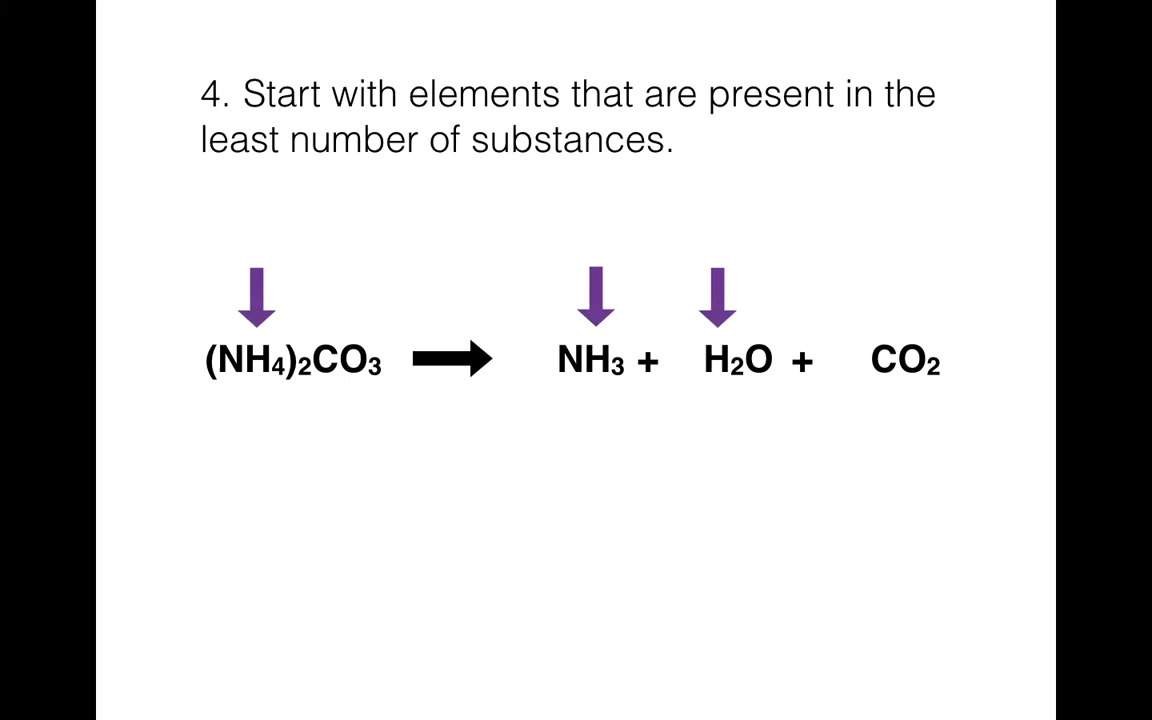 4. Start with elements that are present in the
least number of substances.
(NH₄)₂CO₃ NH₃ + H₂O + CO₂